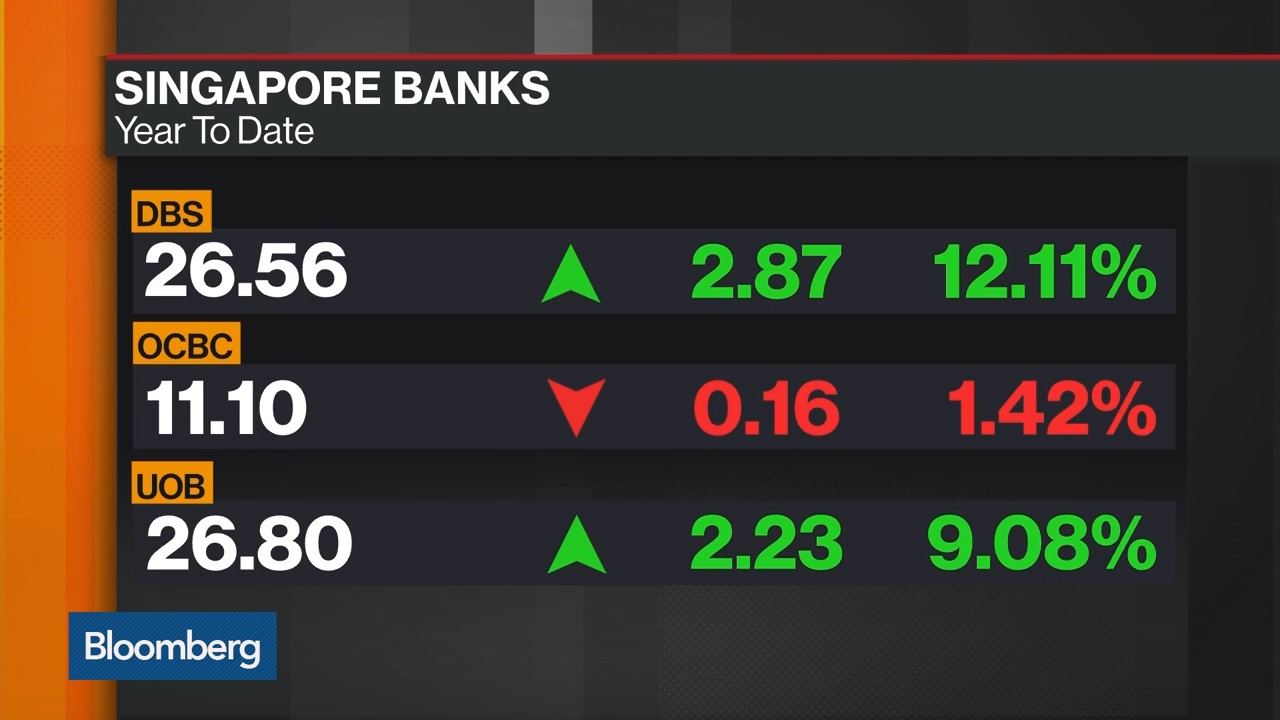 SINGAPORE BANKS
Year To Date
DBS
26.56 2.87 12.11%
OCBC
11.10 0.16 1.42%
UOB
26.80 2.23 9.08%
Bloomberg